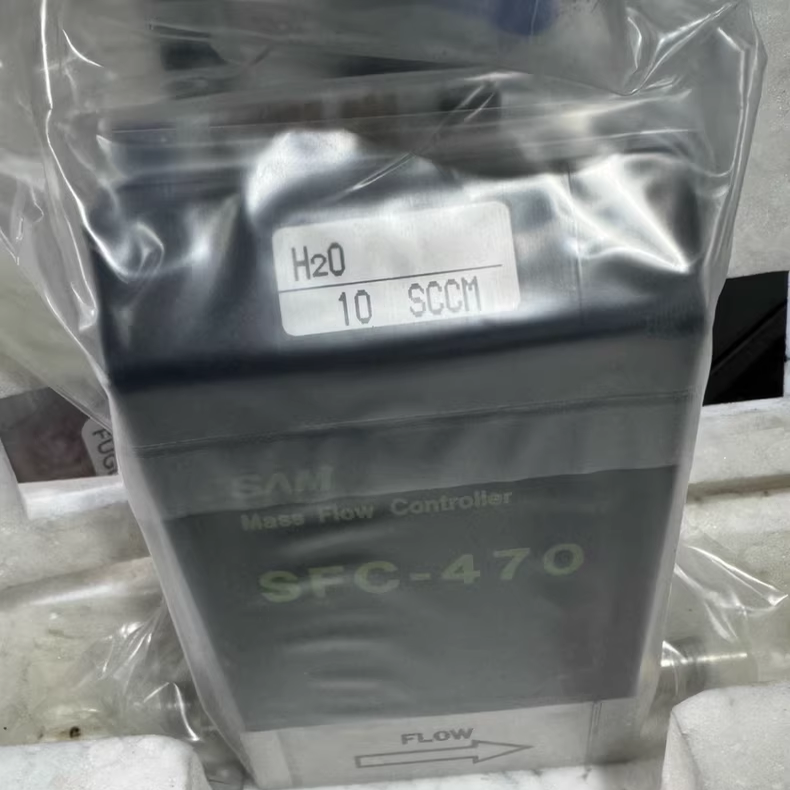 H2O
10 SCCM
SAM
Mass Flow Controller
SFC-470
FLOW